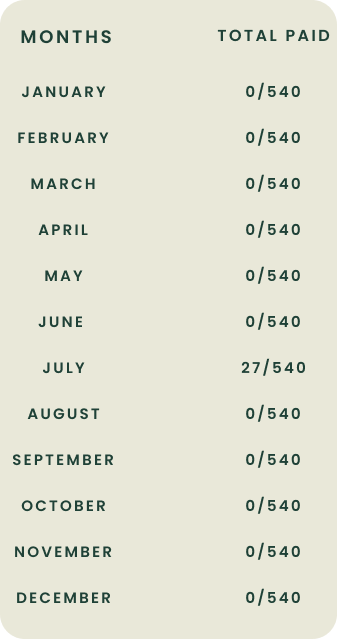 MONTHS TOTAL PAID
JANUARY 0/540
FEBRUARY 0/540
MARCH 0/540
APRIL 0/540
MAY 0/540
JUNE 0/540
JULY 27/540
AUGUST 0/540
SEPTEMBER 0/540
OCTOBER 0/540
NOVEMBER 0/540
DECEMBER 0/540